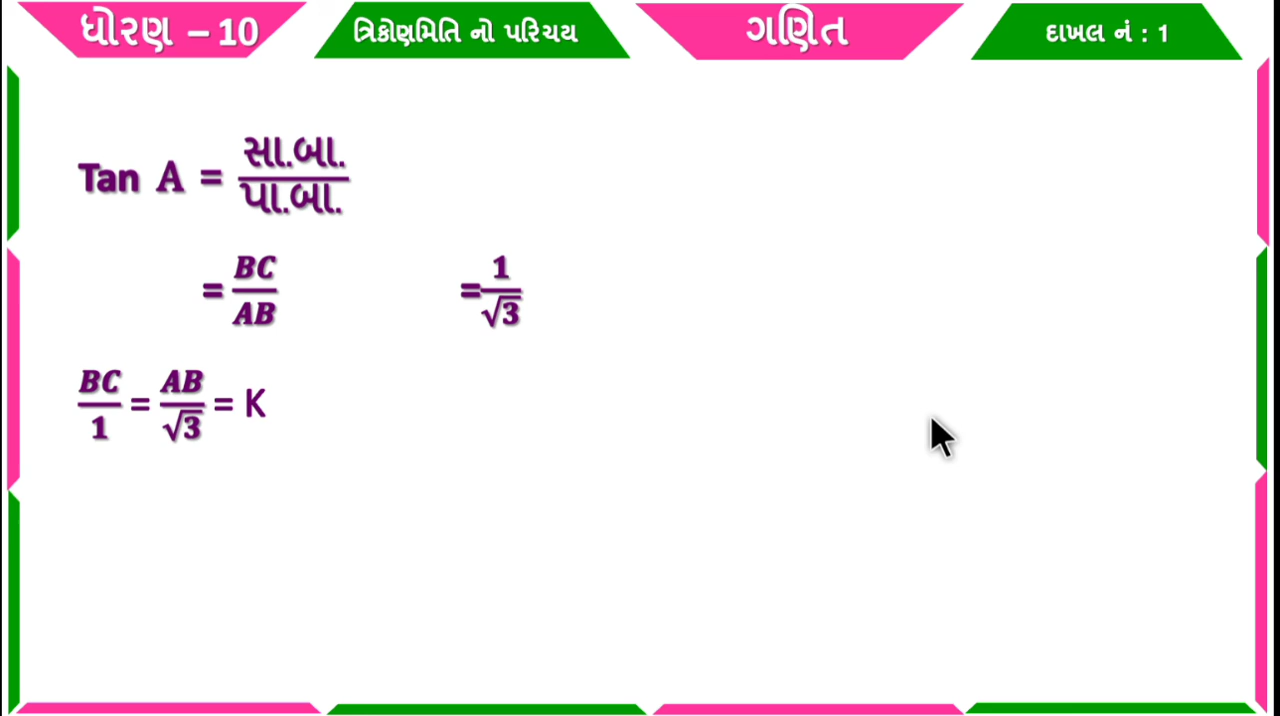 ધોરણ – 10
ત્રિકોણમિતિ નો પરિચય
ગણિત
દાખલ નં : 1
Tan A = સા.બા. / પા.બા.
= BC / AB = 1 / √3
BC / 1 = AB / √3 = K